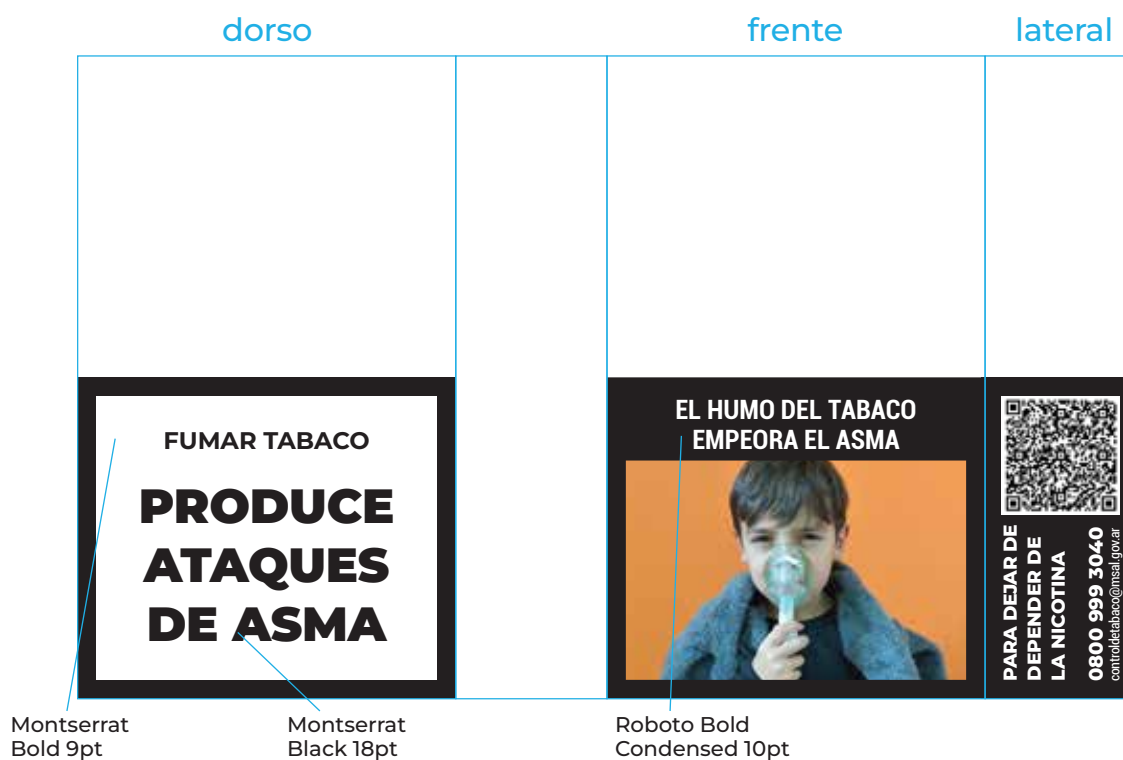 dorso
frente
lateral
FUMAR TABACO
PRODUCE
ATAQUES
DE ASMA
EL HUMO DEL TABACO
EMPEORA EL ASMA
PARA DEJAR DE
DEPENDER DE
LA NICOTINA
0800 999 3040
controldetabaco@msal.gov.ar
Montserrat
Bold 9pt
Montserrat
Black 18pt
Roboto Bold
Condensed 10pt